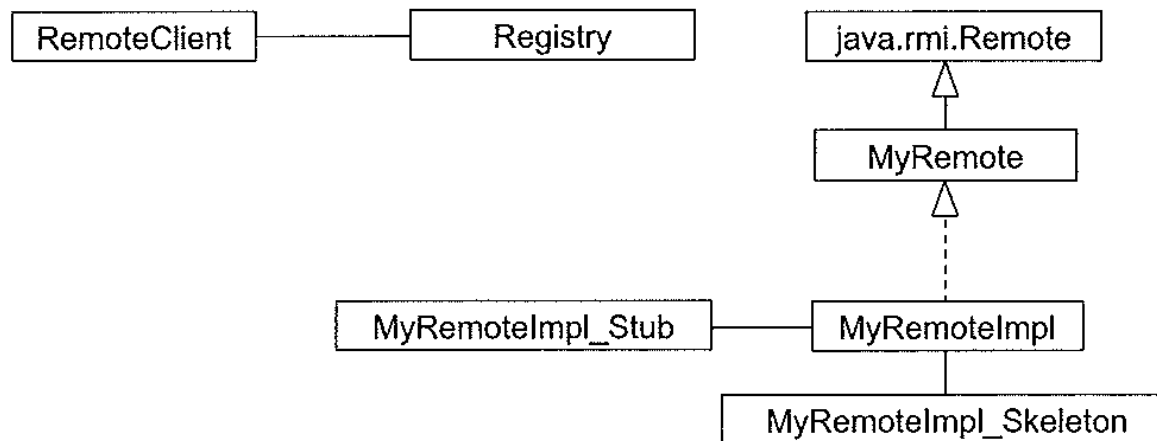 RemoteClient
Registry
java.rmi.Remote
MyRemote
MyRemoteImpl_Stub
MyRemoteImpl
MyRemoteImpl_Skeleton